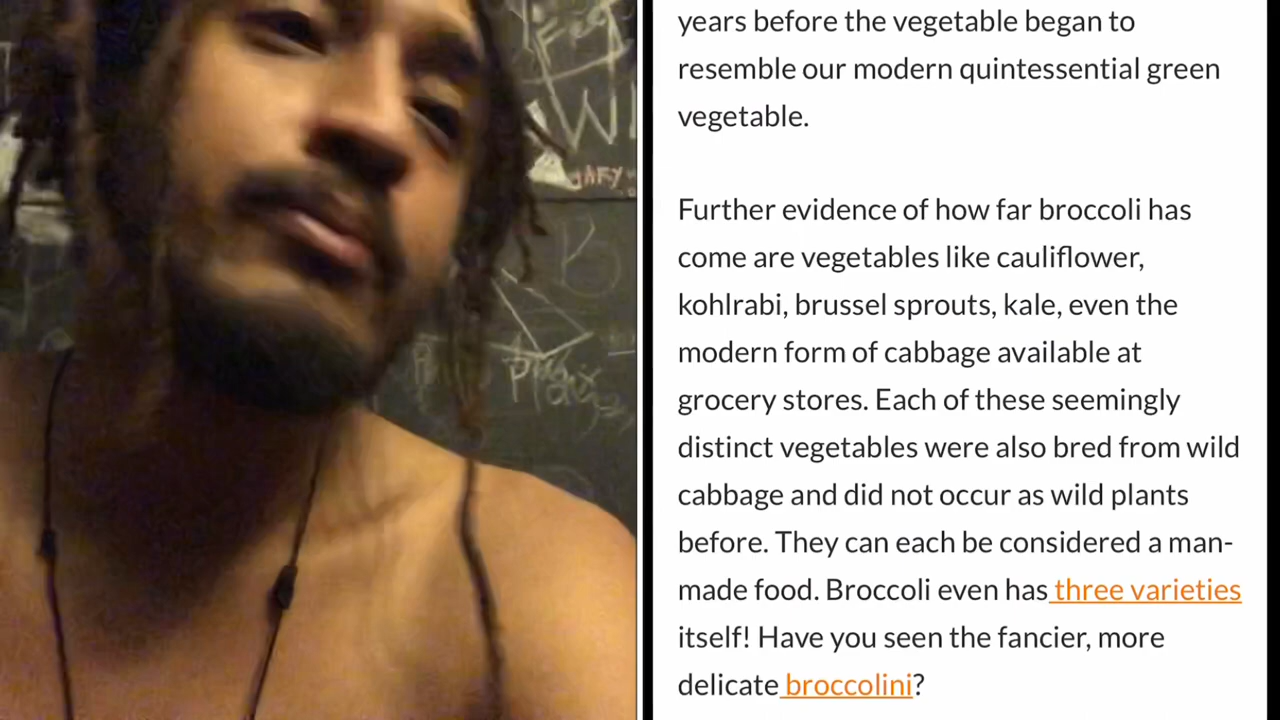 years before the vegetable began to
resemble our modern quintessential green
vegetable.
Further evidence of how far broccoli has
come are vegetables like cauliflower,
kohlrabi, brussel sprouts, kale, even the
modern form of cabbage available at
grocery stores. Each of these seemingly
distinct vegetables were also bred from wild
cabbage and did not occur as wild plants
before. They can each be considered a man-
made food. Broccoli even has three varieties
itself! Have you seen the fancier, more
delicate broccolini?